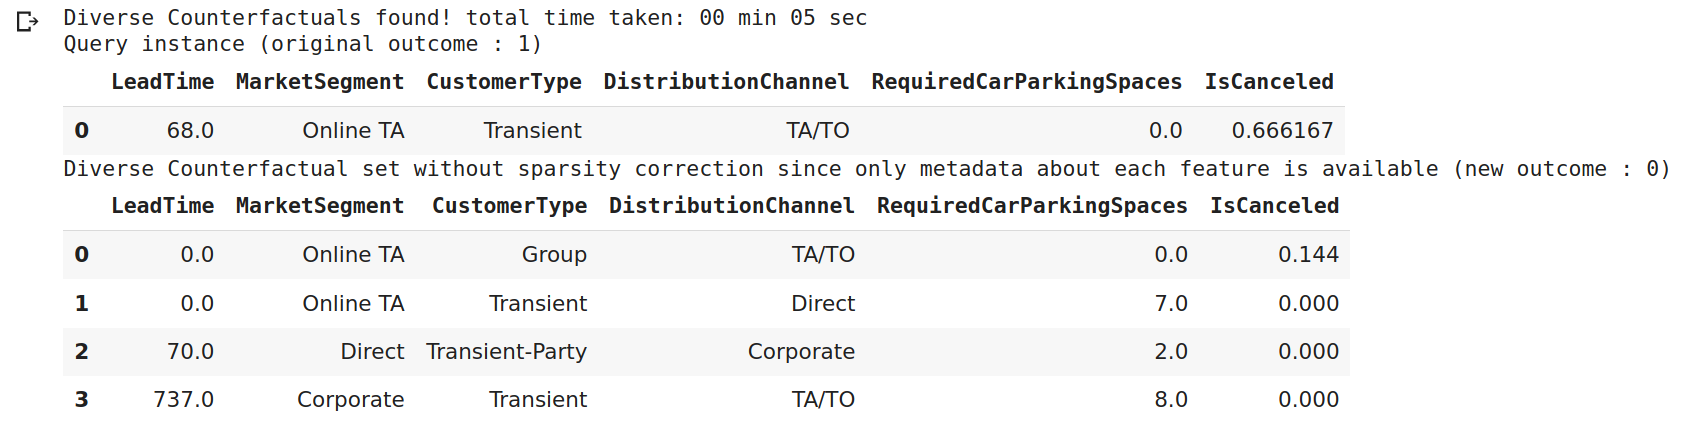 Diverse Counterfactuals found! total time taken: 00 min 05 sec
Query instance (original outcome : 1)
LeadTime MarketSegment CustomerType DistributionChannel RequiredCarParkingSpaces IsCanceled
0 68.0 Online TA Transient TA/TO 0.0 0.666167
Diverse Counterfactual set without sparsity correction since only metadata about each feature is available (new outcome : 0)
LeadTime MarketSegment CustomerType DistributionChannel RequiredCarParkingSpaces IsCanceled
0 0.0 Online TA Group TA/TO 0.0 0.144
1 0.0 Online TA Transient Direct 7.0 0.000
2 70.0 Direct Transient-Party Corporate 2.0 0.000
3 737.0 Corporate Transient TA/TO 8.0 0.000